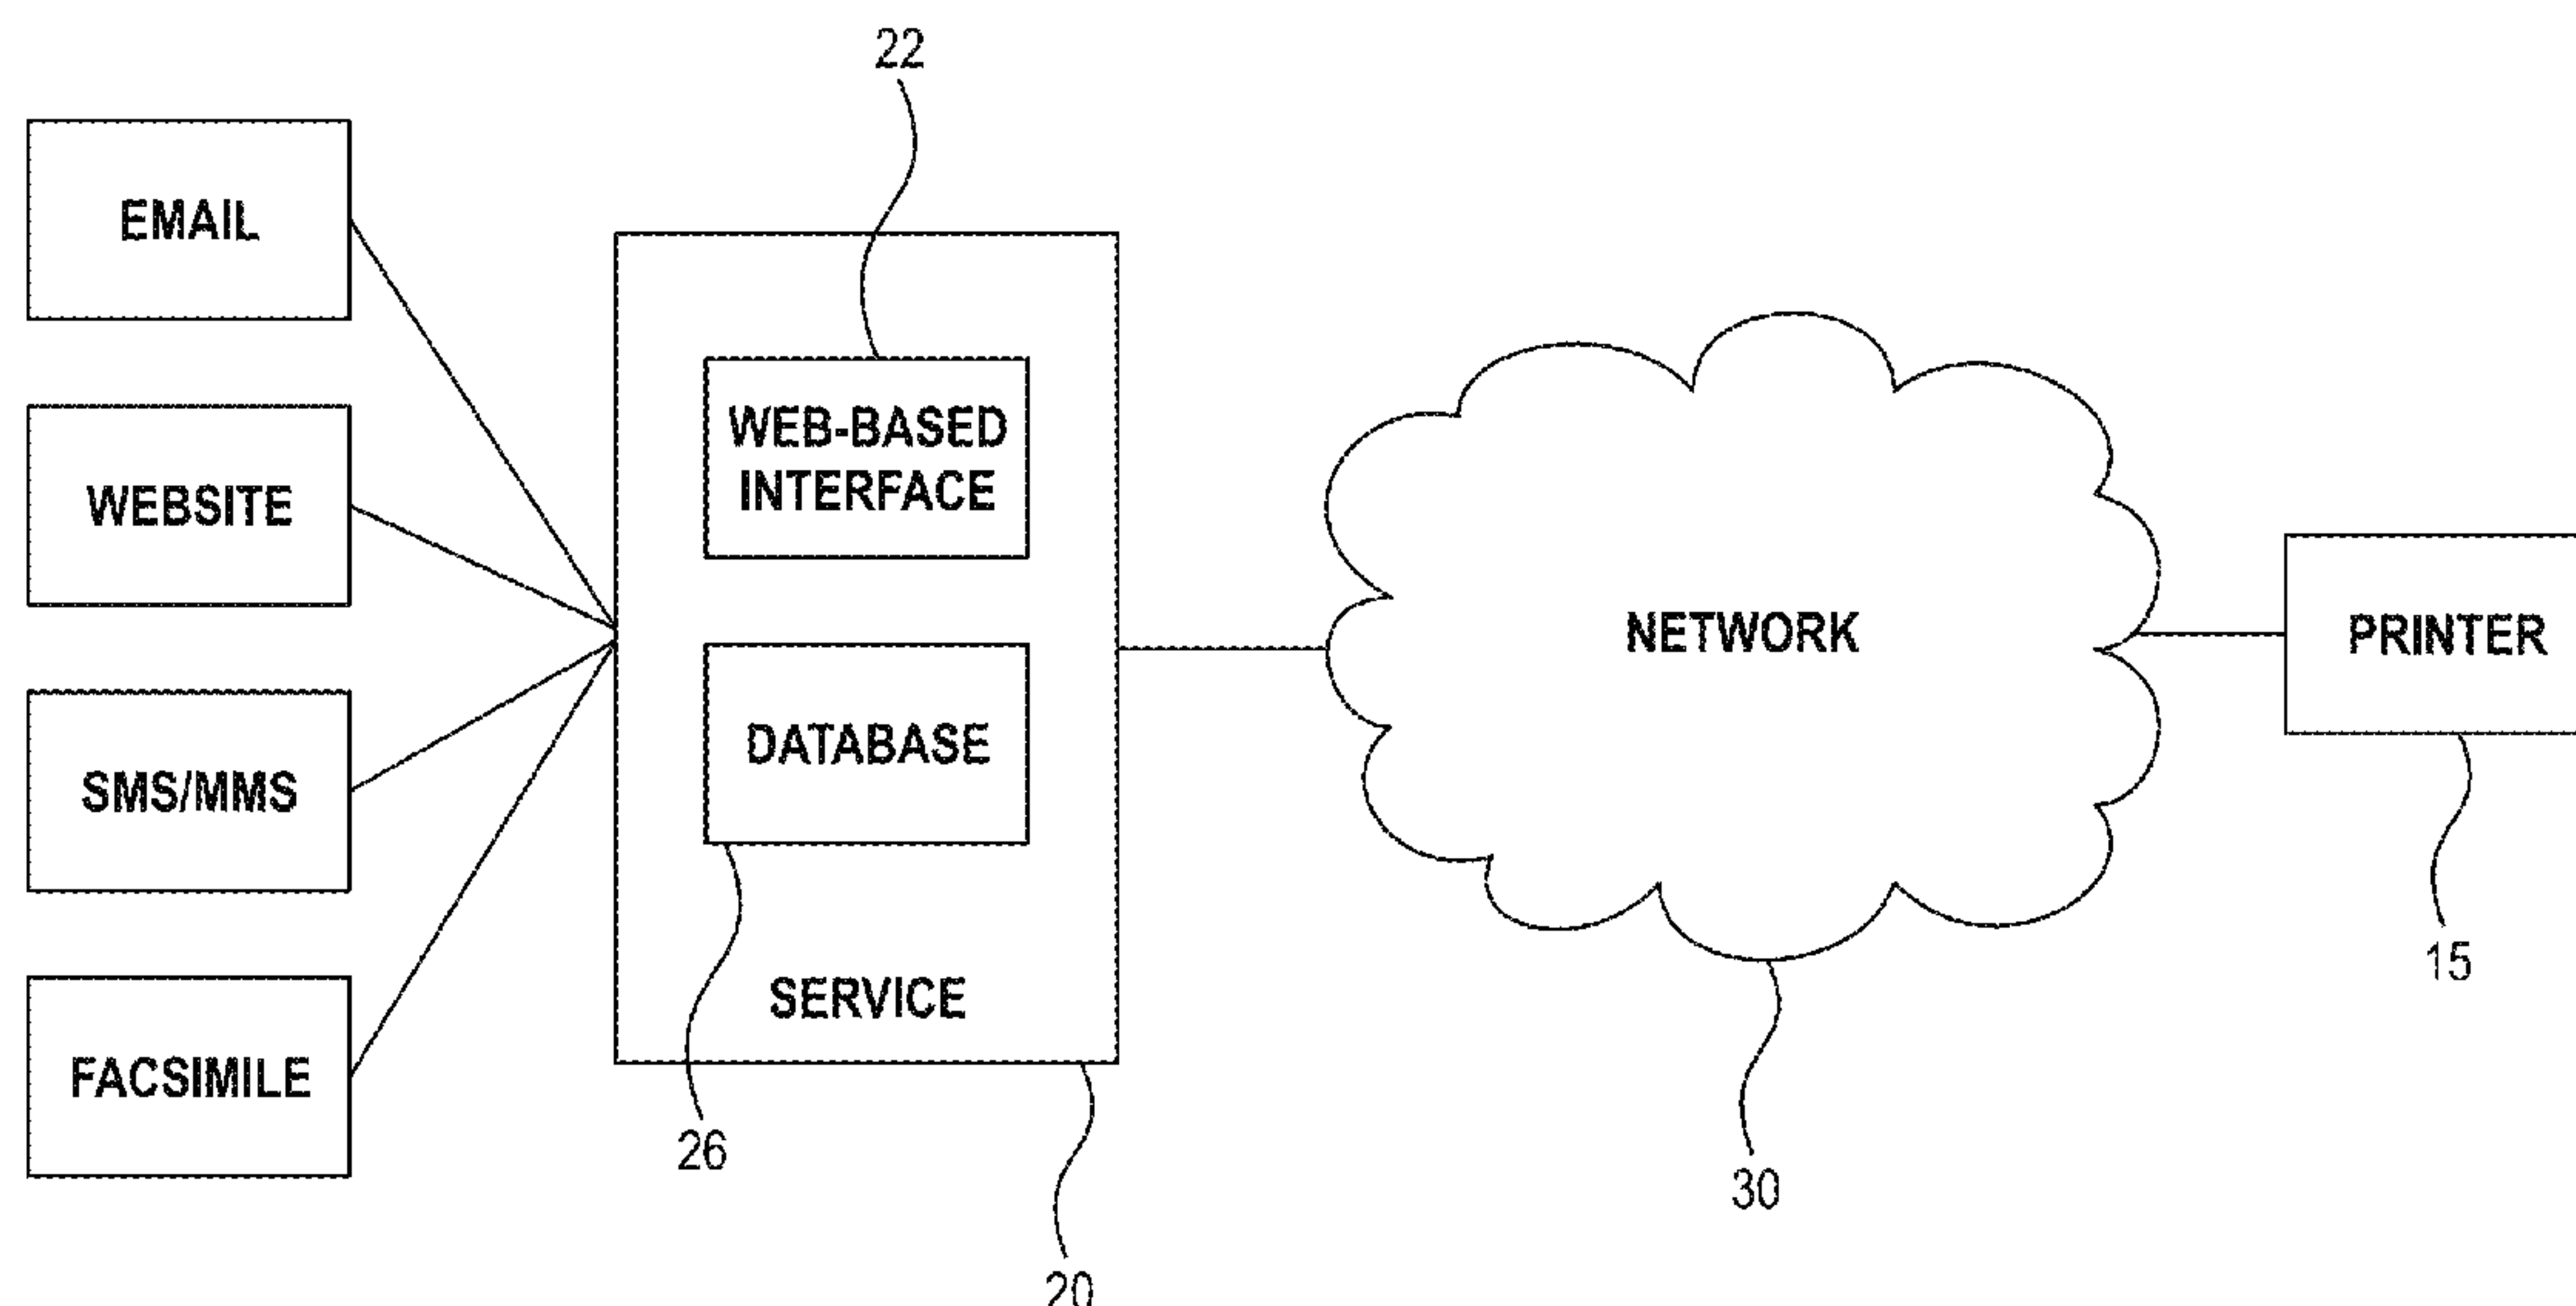 22
EMAIL
WEBSITE
SMS/MMS
FACSIMILE
WEB-BASED
INTERFACE
DATABASE
SERVICE
26
20
NETWORK
30
PRINTER
15